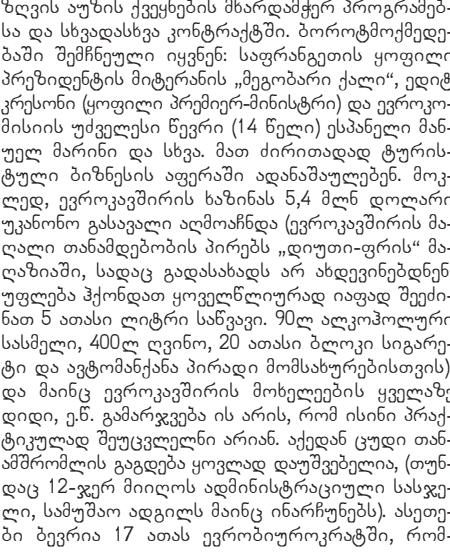 ზღვის აუზის ქვეყნების მხარდამჭერ პროგრამებ-
სა და სხვადასხვა კონტრაქტში. ბოროტმოქმედე-
ბაში შემჩნეული იყვნენ: საფრანგეთის ყოფილი
პრეზიდენტის მიტერანის „მეგობარი ქალი“, ედიტ
კრესონი (ყოფილი პრემიერ-მინისტრი) და ევროკო-
მისიის უძველესი წევრი (14 წელი) ესპანელი მან-
უელ მარინი და სხვა. მათ ძირითადად ტურის-
ტული ბიზნესის აფერაში ადანაშაულებენ. მოკ-
ლედ, ევროკავშირის ხაზინას 5,4 მლნ დოლარი
უკანონო გასავალი აღმოაჩნდა (ევროკავშირის მა-
ღალი თანამდებობის პირებს „დიუთი-ფრის“ მა-
ღაზიაში, სადაც გადასახადს არ ახდევინებდნენ
უფლება ჰქონდათ ყოველწლიურად იაფად შეეძი-
ნათ 5 ათასი ლიტრი საწვავი. 90ლ ალკოჰოლური
სასმელი, 400ლ ღვინო, 20 ათასი ბლოკი სიგარე-
ტი და ავტომანქანა პირადი მომსახურებისთვის)
და მაინც ევროკავშირის მოხელეების ყველაზე
დიდი, ე.წ. გამარჯვება ის არის, რომ ისინი პრაქ-
ტიკულად შეუცვლელნი არიან. აქედან ცუდი თან-
ამშრომლის გაგდება ყოვლად დაუშვებელია, (თუნ-
დაც 12-ჯერ მიიღოს ადმინისტრაციული სასჯე-
ლი, სამუშაო ადგილს მაინც ინარჩუნებს). ასეთე-
ბი ბევრია 17 ათას ევრობიუროკრატში, რომ-